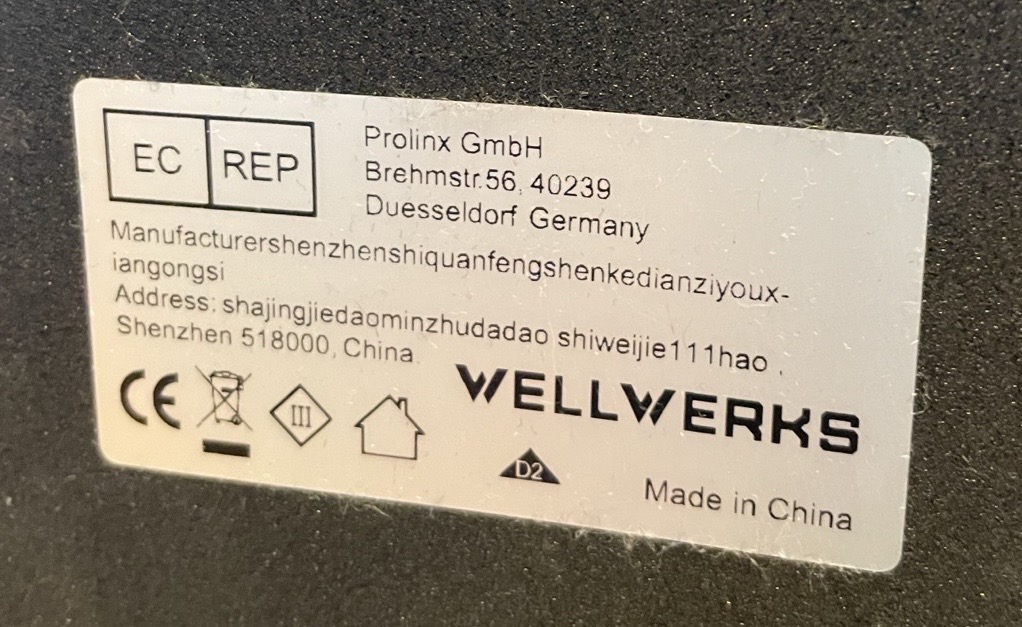 EC REP
Prolinx GmbH
Brehmstr.56, 40239
Duesseldorf Germany
Manufacturershenzhenshiquanfengshenkedianziyoux-
iangongsi
Address: shajingjiedaominzhudadao shiweijie111hao ,
Shenzhen 518000, China
CE
III
WELLWERKS
D2
Made in China